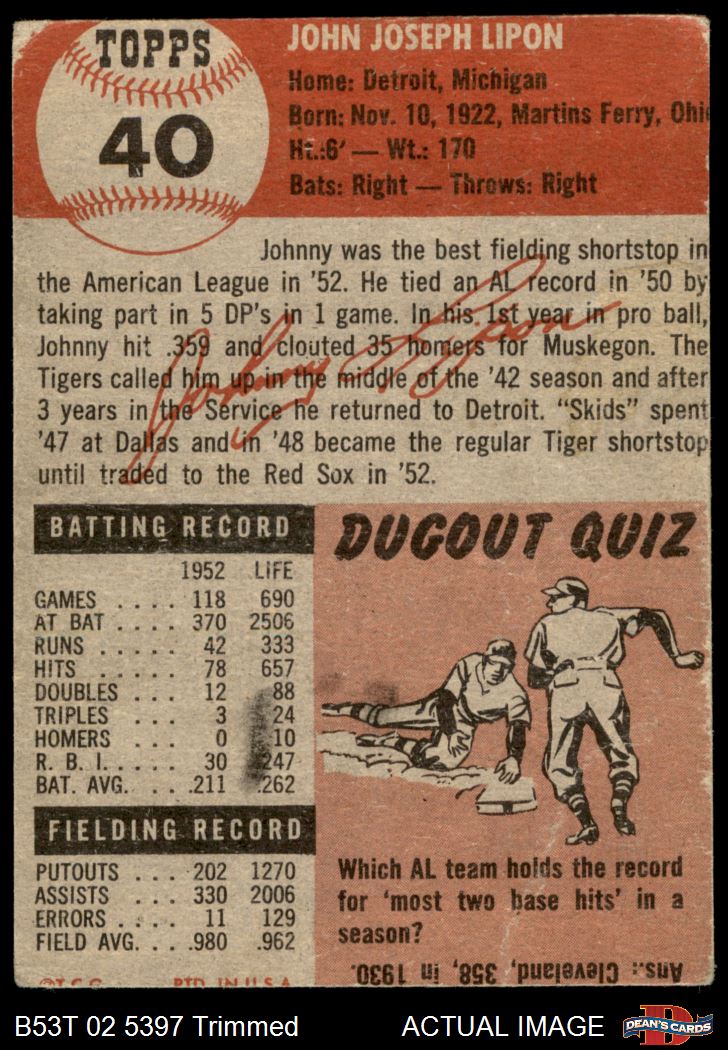 TOPPS
40
JOHN JOSEPH LIPON
Home: Detroit, Michigan
Born: Nov. 10, 1922, Martins Ferry, Ohi
Ht.:6' — Wt.: 170
Bats: Right — Throws: Right
Johnny was the best fielding shortstop in
the American League in '52. He tied an AL record in '50 by
taking part in 5 DP's in 1 game. In his 1st year in pro ball,
Johnny hit .359 and clouted 35 homers for Muskegon. The
Tigers called him up in the middle of the '42 season and after
3 years in the Service he returned to Detroit. "Skids" spent
'47 at Dallas and in '48 became the regular Tiger shortstop
until traded to the Red Sox in '52.
Johnny Lipon
BATTING RECORD
1952 LIFE
GAMES .... 118 690
AT BAT .... 370 2506
RUNS ..... 42 333
HITS ..... 78 657
DOUBLES ... 12 88
TRIPLES ... 3 24
HOMERS ... 0 10
R. B. I. .... 30 247
BAT. AVG. ... .211 .262
FIELDING RECORD
PUTOUTS ... 202 1270
ASSISTS ... 330 2006
ERRORS .... 11 129
FIELD AVG. ... .980 .962
©T.C.G. PTD. IN U.S.A.
DUGOUT QUIZ
Which AL team holds the record
for 'most two base hits' in a
season?
Ans.: Cleveland, 358, in 1930.
B53T 02 5397 Trimmed
ACTUAL IMAGE
D
DEAN'S CARDS